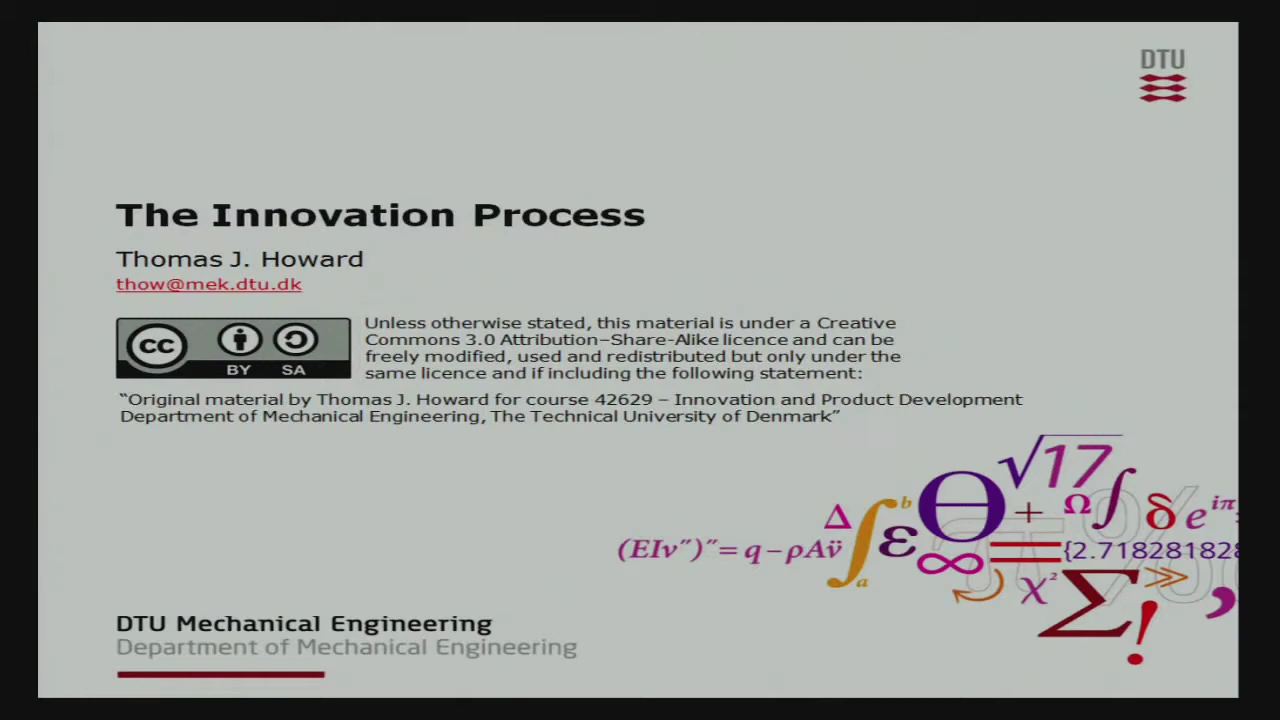 DTU
The Innovation Process
Thomas J. Howard
thow@mek.dtu.dk
cc BY SA
Unless otherwise stated, this material is under a Creative
Commons 3.0 Attribution–Share-Alike licence and can be
freely modified, used and redistributed but only under the
same licence and if including the following statement:
“Original material by Thomas J. Howard for course 42629 – Innovation and Product Development
Department of Mechanical Engineering, The Technical University of Denmark”
√17
Δ ∫ b a ε Θ + Ω ∫ δ e iπ
(EIv″)″= q – ρAv̈
∞ = π {2.718281828 %
χ² Σ ≫ , !
DTU Mechanical Engineering
Department of Mechanical Engineering